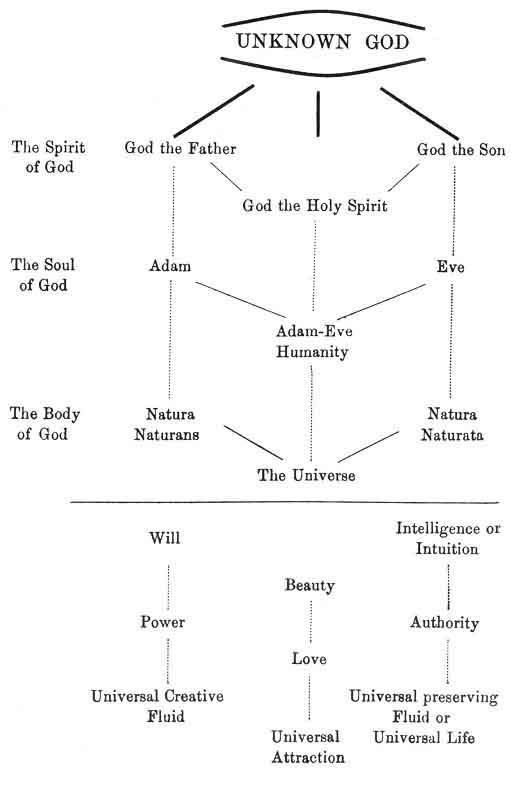 UNKNOWN GOD
The Spirit
of God
God the Father
God the Son
God the Holy Spirit
The Soul
of God
Adam
Eve
Adam-Eve
Humanity
The Body
of God
Natura
Naturans
Natura
Naturata
The Universe
Will
Intelligence or
Intuition
Beauty
Power
Authority
Love
Universal Creative
Fluid
Universal preserving
Fluid or
Universal Life
Universal
Attraction